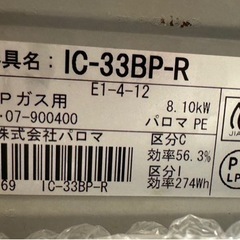 具名: IC-33BP-R
E1-4-12
Pガス用 8.10kW
-07-900400 パロマ PE
株式会社パロマ 区分C
効率56.3%
69 IC-33BP-R 区分I
効率274Wh
JIA
PS
LP